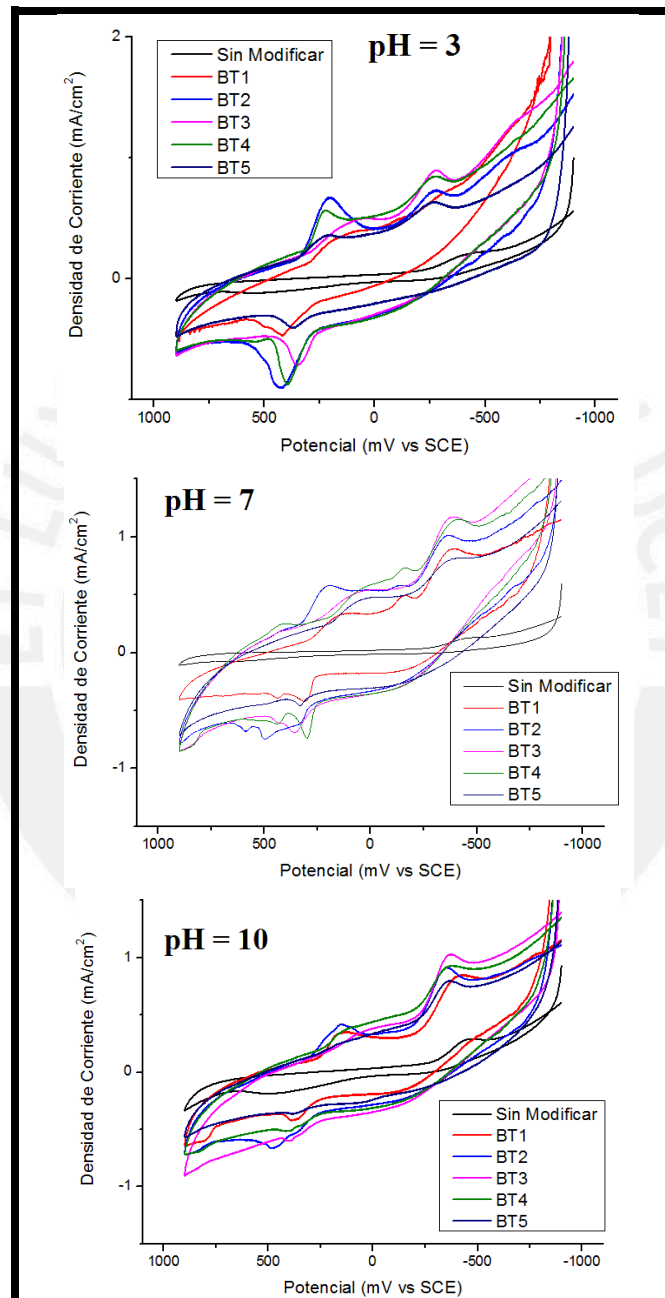 pH = 3
Sin Modificar
BT1
BT2
BT3
BT4
BT5
2
0
Densidad de Corriente (mA/cm²)
1000 500 0 -500 -1000
Potencial (mV vs SCE)
pH = 7
1
0
-1
Densidad de Corriente (mA/cm²)
Sin Modificar
BT1
BT2
BT3
BT4
BT5
1000 500 0 -500 -1000
Potencial (mV vs SCE)
pH = 10
1
0
-1
Densidad de Corriente (mA/cm²)
Sin Modificar
BT1
BT2
BT3
BT4
BT5
1000 500 0 -500 -1000
Potencial (mV vs SCE)